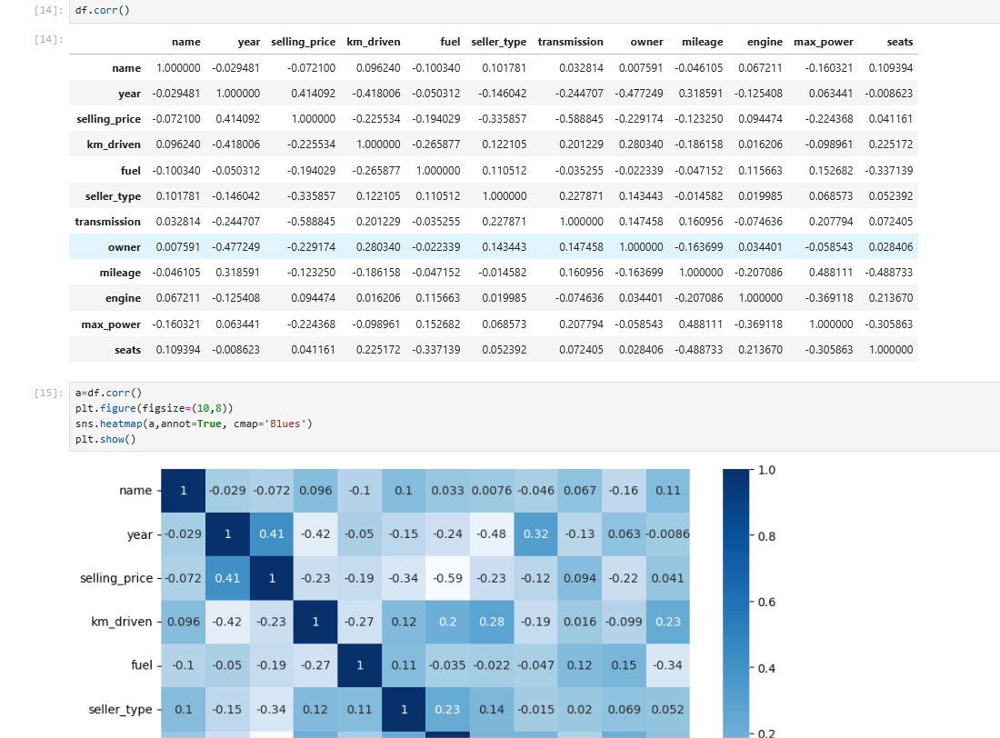 [14]: df.corr()
[14]:
name year selling_price km_driven fuel seller_type transmission owner mileage engine max_power seats
name 1.000000 -0.029481 -0.072100 0.096240 -0.100340 0.101781 0.032814 0.007591 -0.046105 0.067211 -0.160321 0.109394
year -0.029481 1.000000 0.414092 -0.418006 -0.050312 -0.146042 -0.244707 -0.477249 0.318591 -0.125408 0.063441 -0.008623
selling_price -0.072100 0.414092 1.000000 -0.225534 -0.194029 -0.335857 -0.588845 -0.229174 -0.123250 0.094474 -0.224368 0.041161
km_driven 0.096240 -0.418006 -0.225534 1.000000 -0.265877 0.122105 0.201229 0.280340 -0.186158 0.016206 -0.098961 0.225172
fuel -0.100340 -0.050312 -0.194029 -0.265877 1.000000 0.110512 -0.035255 -0.022339 -0.047152 0.115663 0.152682 -0.337139
seller_type 0.101781 -0.146042 -0.335857 0.122105 0.110512 1.000000 0.227871 0.143443 -0.014582 0.019985 0.068573 0.052392
transmission 0.032814 -0.244707 -0.588845 0.201229 -0.035255 0.227871 1.000000 0.147458 0.160956 -0.074636 0.207794 0.072405
owner 0.007591 -0.477249 -0.229174 0.280340 -0.022339 0.143443 0.147458 1.000000 -0.163699 0.034401 -0.058543 0.028406
mileage -0.046105 0.318591 -0.123250 -0.186158 -0.047152 -0.014582 0.160956 -0.163699 1.000000 -0.207086 0.488111 -0.488733
engine 0.067211 -0.125408 0.094474 0.016206 0.115663 0.019985 -0.074636 0.034401 -0.207086 1.000000 -0.369118 0.213670
max_power -0.160321 0.063441 -0.224368 -0.098961 0.152682 0.068573 0.207794 -0.058543 0.488111 -0.369118 1.000000 -0.305863
seats 0.109394 -0.008623 0.041161 0.225172 -0.337139 0.052392 0.072405 0.028406 -0.488733 0.213670 -0.305863 1.000000
[15]: a=df.corr()
plt.figure(figsize=(10,8))
sns.heatmap(a,annot=True, cmap='Blues')
plt.show()
name 1 -0.029 -0.072 0.096 -0.1 0.1 0.033 0.0076 -0.046 0.067 -0.16 0.11
year -0.029 1 0.41 -0.42 -0.05 -0.15 -0.24 -0.48 0.32 -0.13 0.063 -0.0086
selling_price -0.072 0.41 1 -0.23 -0.19 -0.34 -0.59 -0.23 -0.12 0.094 -0.22 0.041
km_driven 0.096 -0.42 -0.23 1 -0.27 0.12 0.2 0.28 -0.19 0.016 -0.099 0.23
fuel -0.1 -0.05 -0.19 -0.27 1 0.11 -0.035 -0.022 -0.047 0.12 0.15 -0.34
seller_type 0.1 -0.15 -0.34 0.12 0.11 1 0.23 0.14 -0.015 0.02 0.069 0.052
1.0
0.8
0.6
0.4
0.2